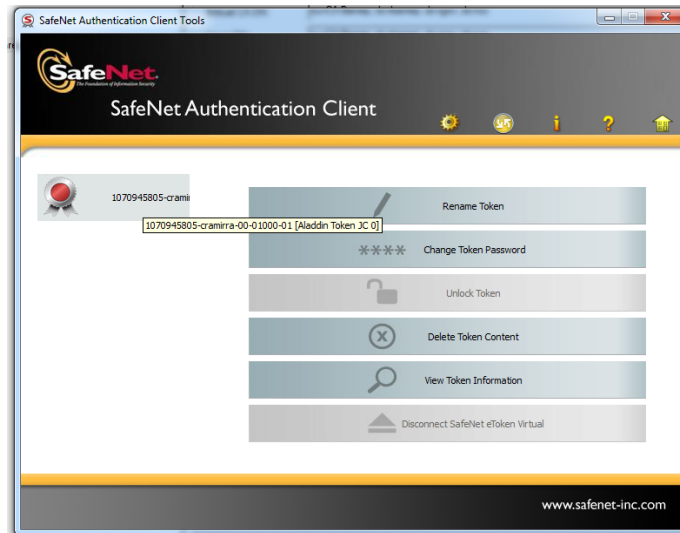 SafeNet Authentication Client Tools
SafeNet.
The Foundation of Information Security
SafeNet Authentication Client
1070945805-crami
1070945805-cramirra-00-01000-01 [Aladdin Token JC 0]
Rename Token
Change Token Password
Unlock Token
Delete Token Content
View Token Information
Disconnect SafeNet eToken Virtual
www.safenet-inc.com